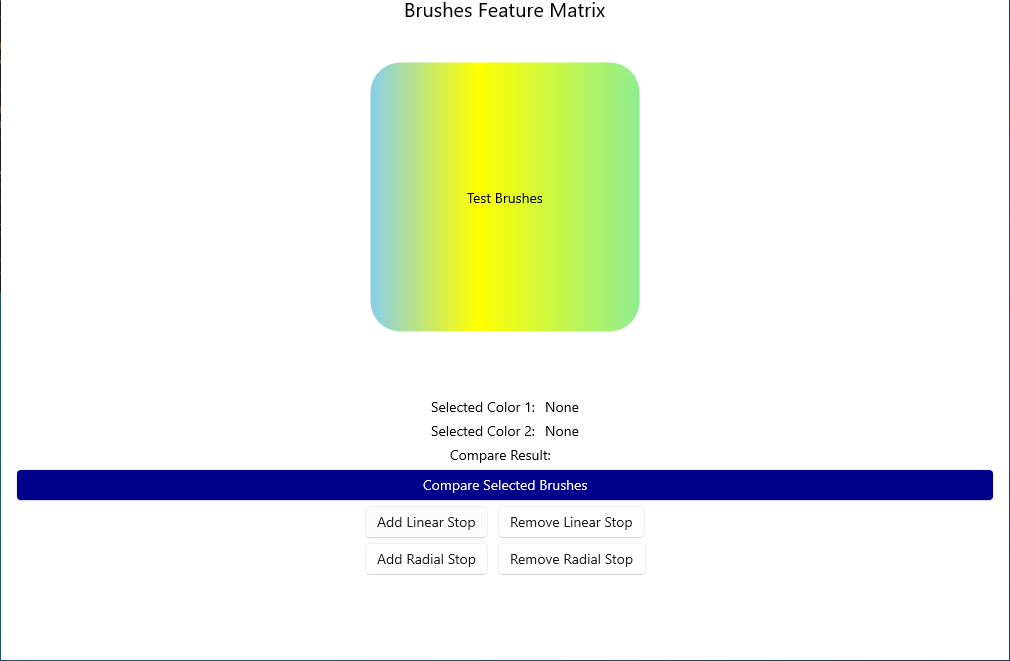 Brushes Feature Matrix
Test Brushes
Selected Color 1: None
Selected Color 2: None
Compare Result:
Compare Selected Brushes
Add Linear Stop Remove Linear Stop
Add Radial Stop Remove Radial Stop